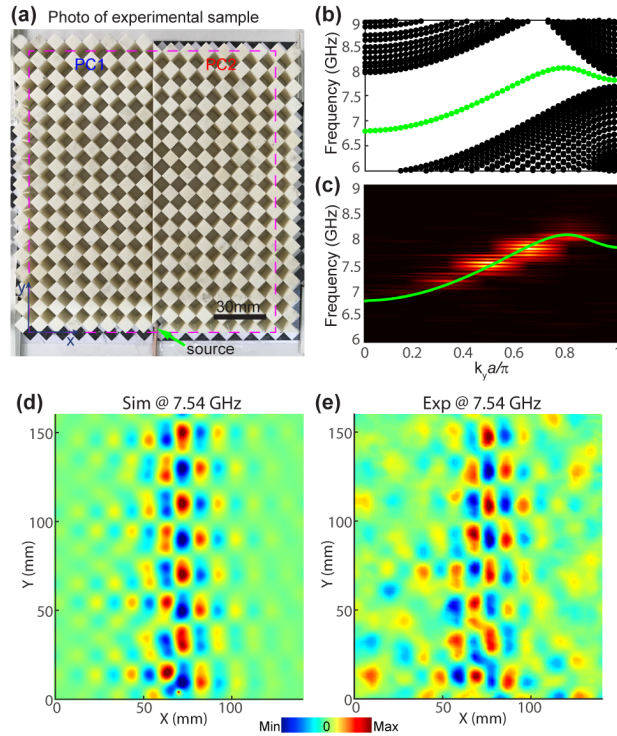 (a) Photo of experimental sample
PC1 PC2
y
x
30mm
source
(b)
Frequency (GHz)
9
8.5
8
7.5
7
6.5
6
(c)
Frequency (GHz)
9
8.5
8
7.5
7
6.5
6
0 0.2 0.4 0.6 0.8 1
kya/π
(d) Sim @ 7.54 GHz
Y (mm)
150
100
50
0
0 50 100
X (mm)
(e) Exp @ 7.54 GHz
Y (mm)
150
100
50
0
0 50 100
X (mm)
Min 0 Max